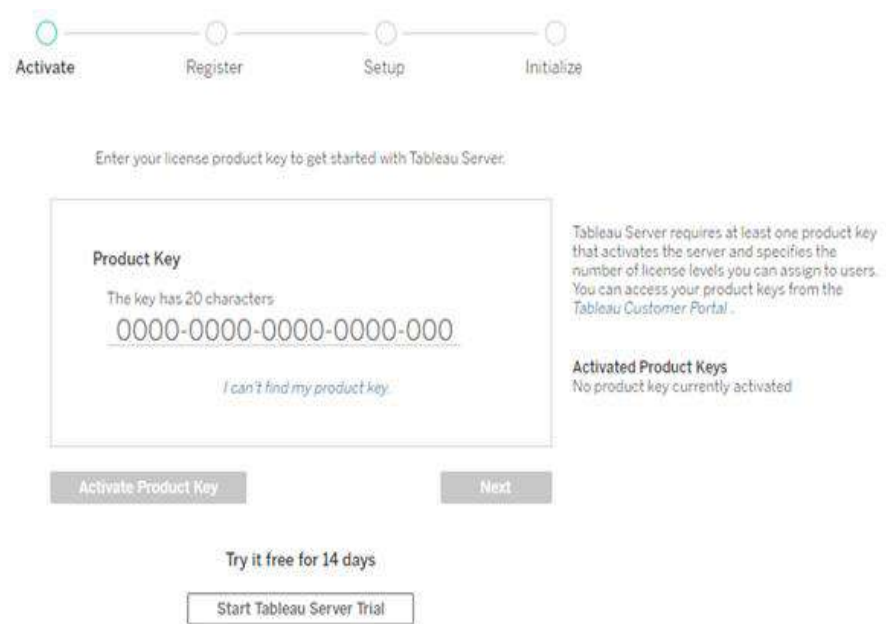 Activate
Register
Setup
Initialize
Enter your license product key to get started with Tableau Server.
Product Key
The key has 20 characters
0000-0000-0000-0000-000
I can't find my product key.
Tableau Server requires at least one product key
that activates the server and specifies the
number of license levels you can assign to users.
You can access your product keys from the
Tableau Customer Portal .
Activated Product Keys
No product key currently activated
Activate Product Key
Next
Try it free for 14 days
Start Tableau Server Trial